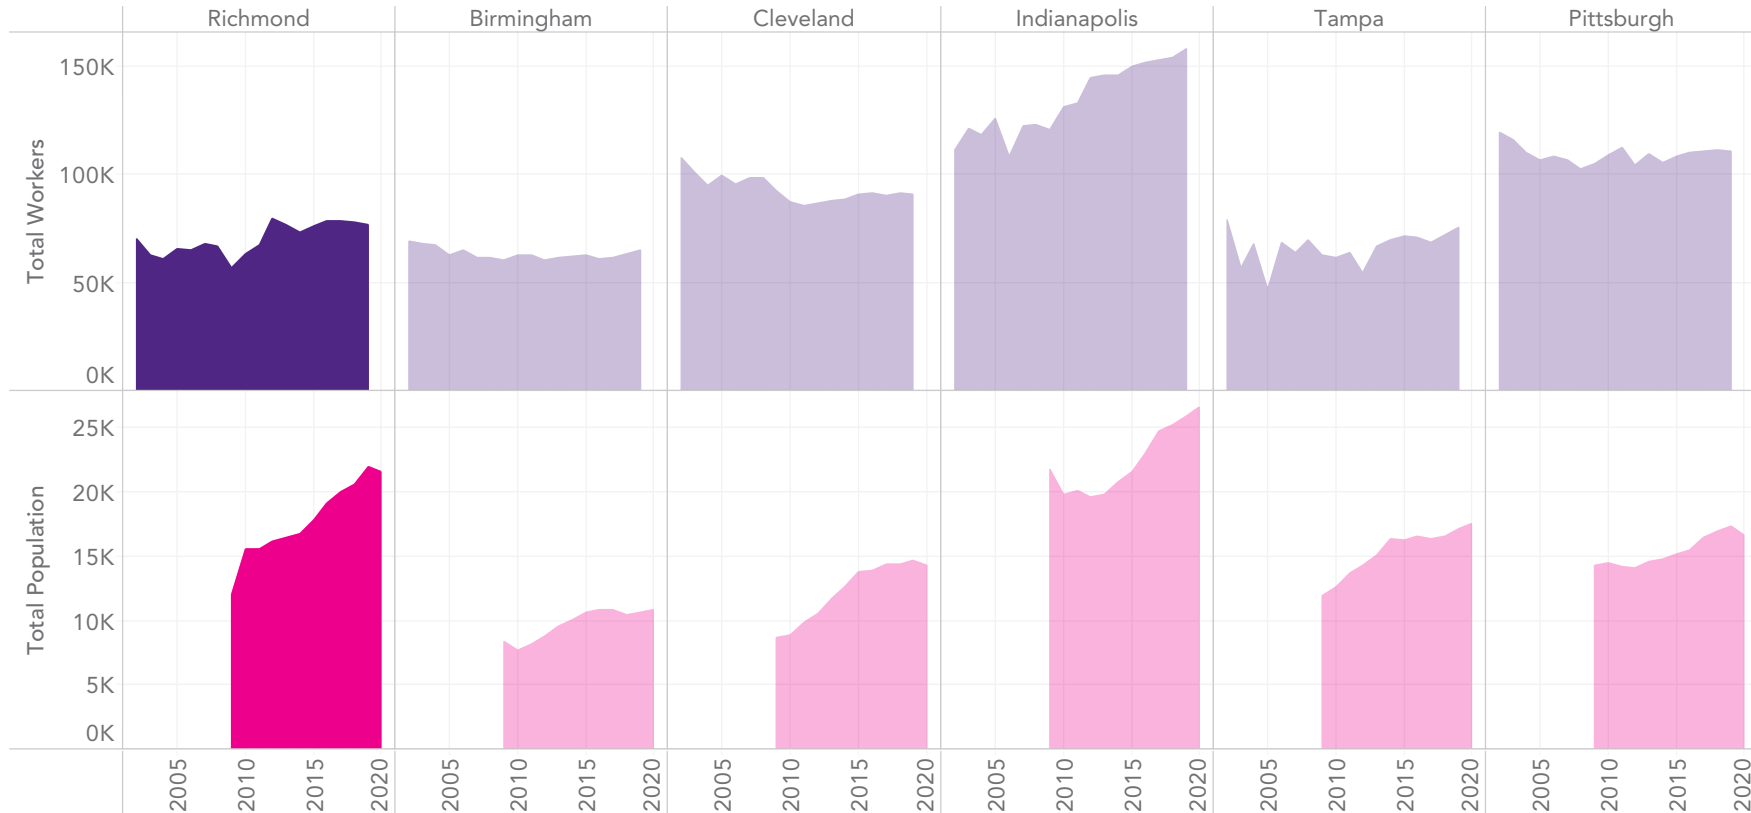 Richmond Birmingham Cleveland Indianapolis Tampa Pittsburgh
Total Workers
150K
100K
50K
0K
Total Population
25K
20K
15K
10K
5K
0K
2005 2010 2015 2020 2005 2010 2015 2020 2005 2010 2015 2020 2005 2010 2015 2020 2005 2010 2015 2020 2005 2010 2015 2020